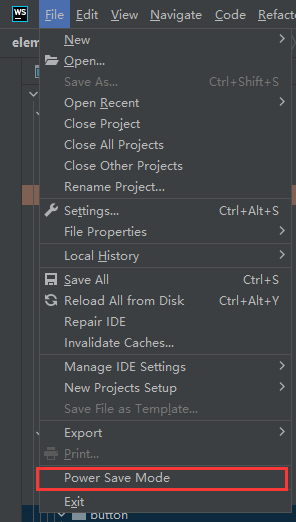 WS File Edit View Navigate Code Refacto
elem
New
Open...
Save As... Ctrl+Shift+S
Open Recent
Close Project
Close All Projects
Close Other Projects
Rename Project...
Settings... Ctrl+Alt+S
File Properties
Local History
Save All Ctrl+S
Reload All from Disk Ctrl+Alt+Y
Repair IDE
Invalidate Caches...
Manage IDE Settings
New Projects Setup
Save File as Template...
Export
Print...
Power Save Mode
Exit
button